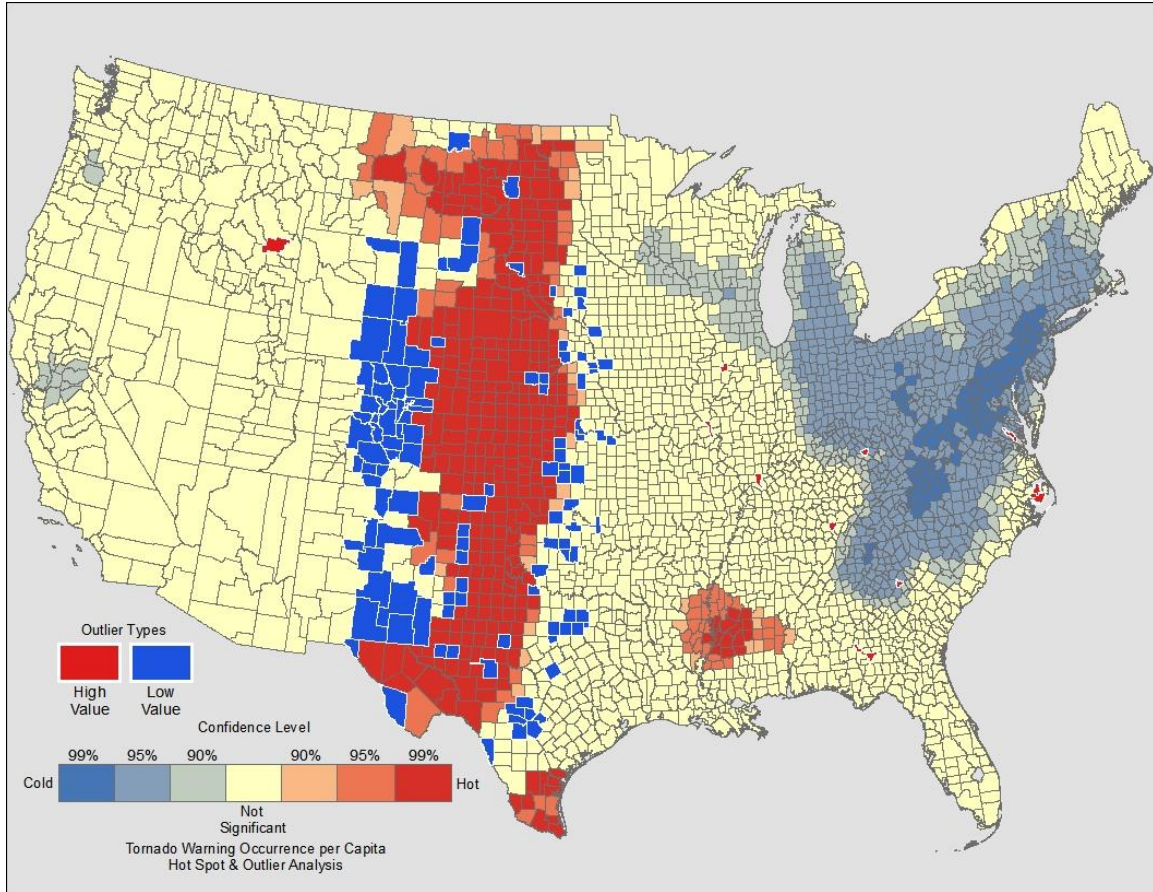 Outlier Types
High Value
Low Value
Confidence Level
99% 95% 90% 90% 95% 99%
Cold
Hot
Not
Significant
Tornado Warning Occurrence per Capita
Hot Spot & Outlier Analysis